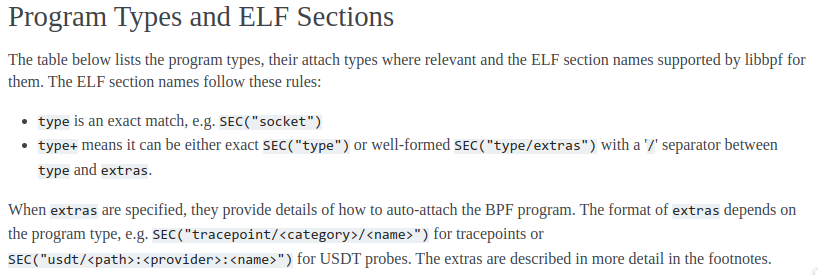 Program Types and ELF Sections
The table below lists the program types, their attach types where relevant and the ELF section names supported by libbpf for
them. The ELF section names follow these rules:
• type is an exact match, e.g. SEC("socket")
• type+ means it can be either exact SEC("type") or well-formed SEC("type/extras") with a '/' separator between
type and extras.
When extras are specified, they provide details of how to auto-attach the BPF program. The format of extras depends on
the program type, e.g. SEC("tracepoint/<category>/<name>") for tracepoints or
SEC("usdt/<path>:<provider>:<name>") for USDT probes. The extras are described in more detail in the footnotes.